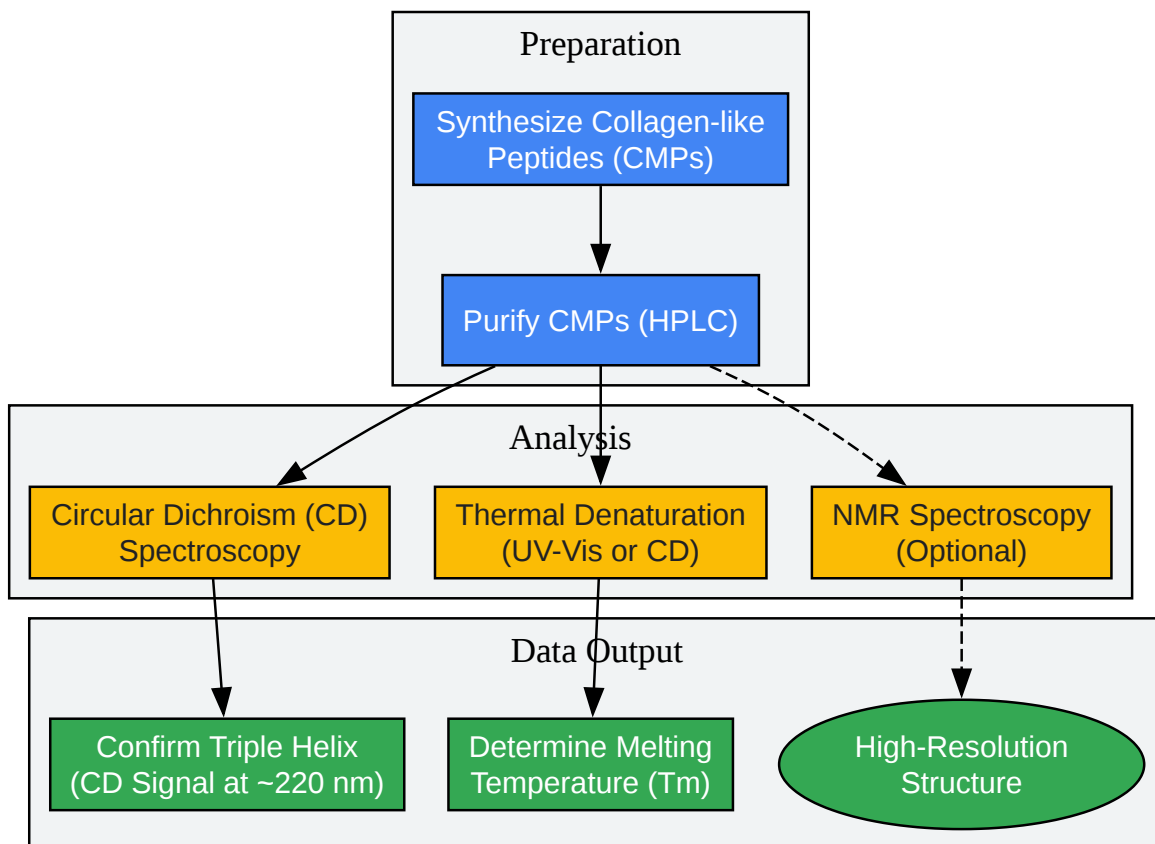 Preparation
Synthesize Collagen-like
Peptides (CMPs)
Purify CMPs (HPLC)
Analysis
Circular Dichroism (CD)
Spectroscopy
Thermal Denaturation
(UV-Vis or CD)
NMR Spectroscopy
(Optional)
Data Output
Confirm Triple Helix
(CD Signal at ~220 nm)
Determine Melting
Temperature (Tm)
High-Resolution
Structure